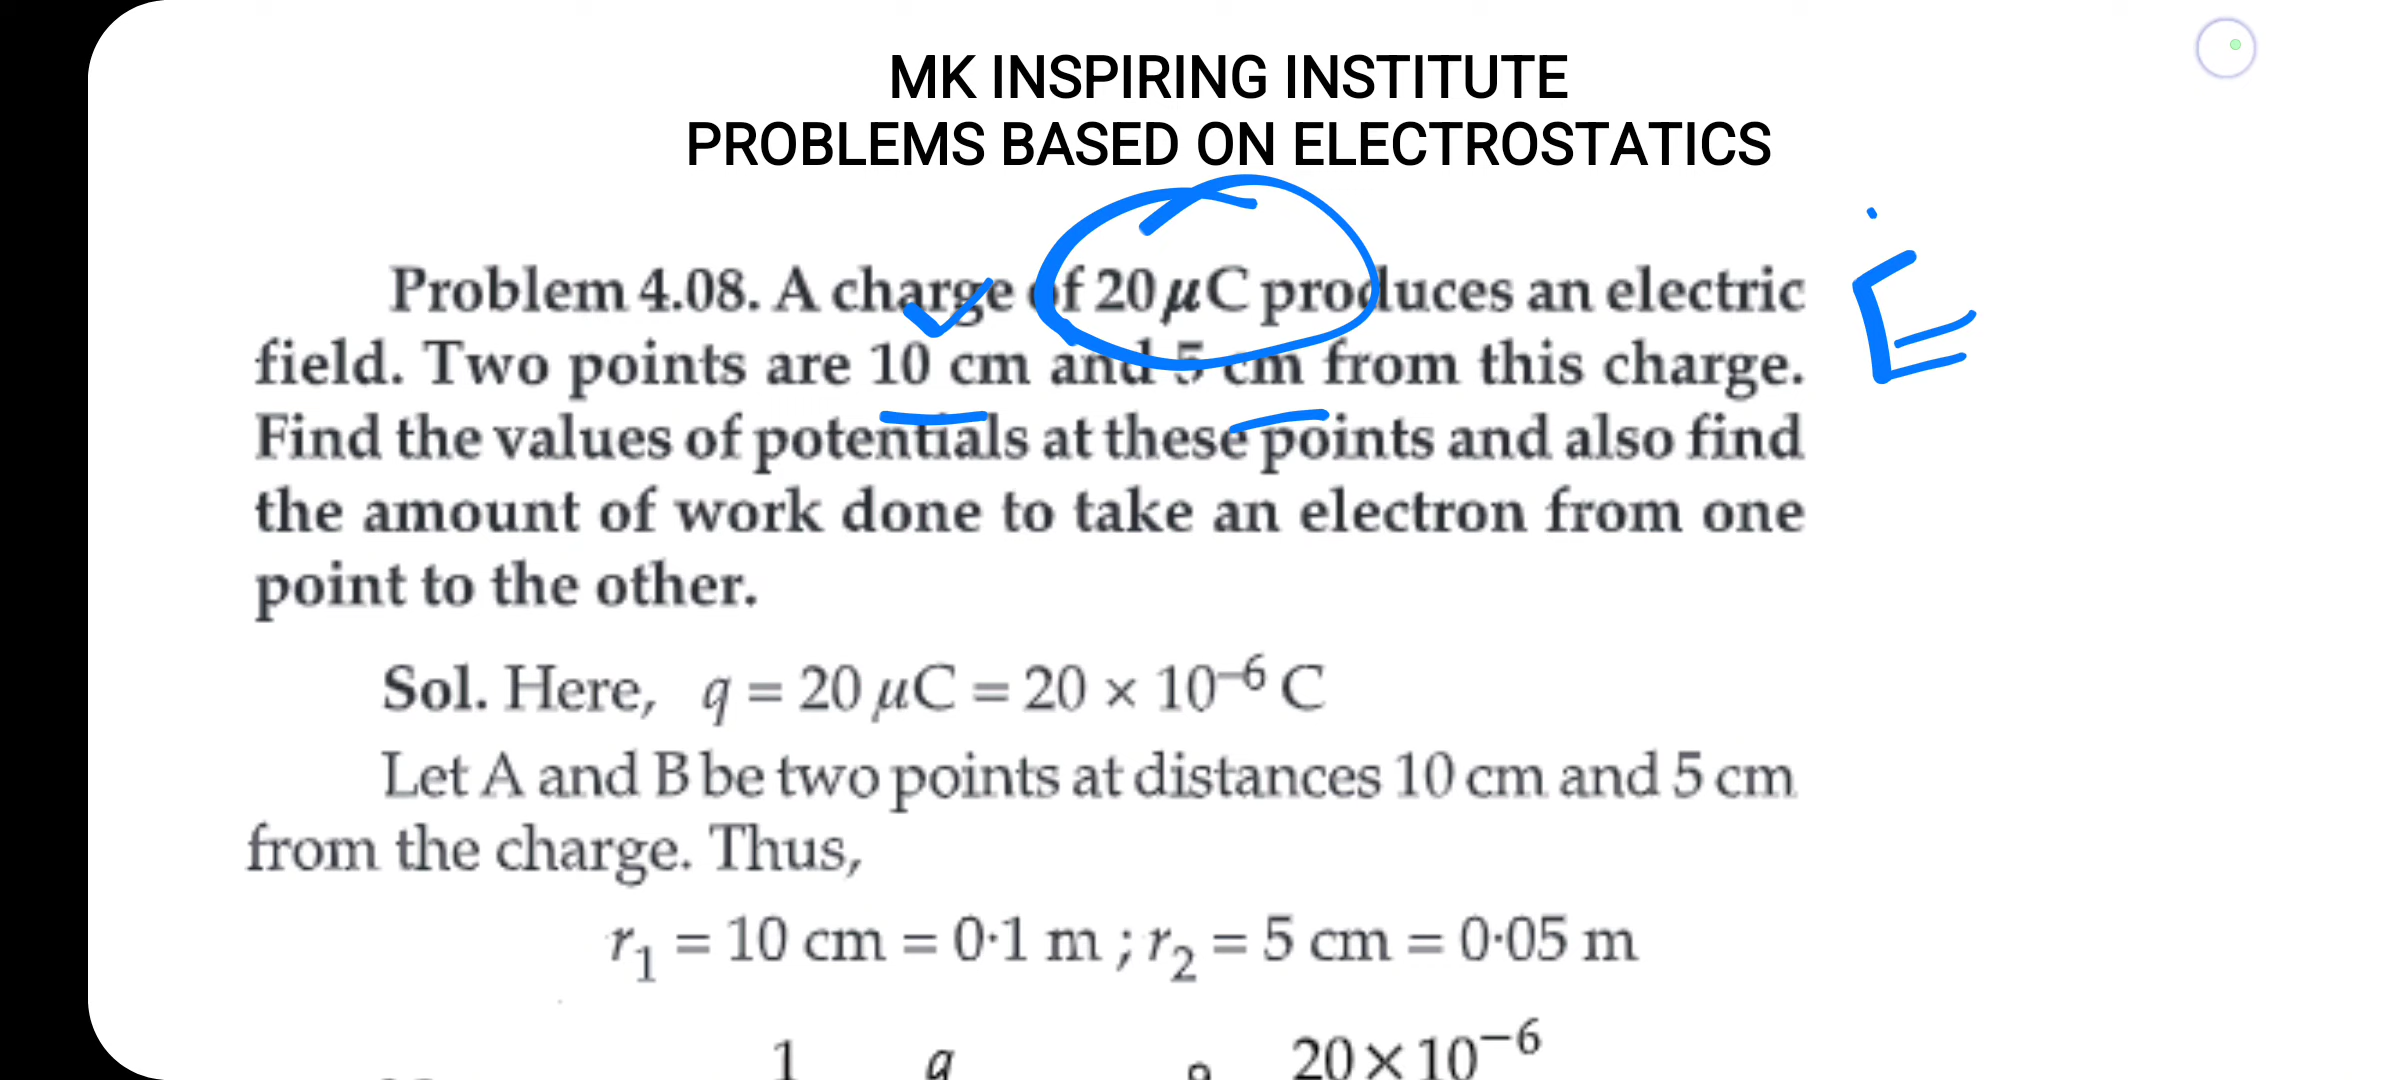 MK INSPIRING INSTITUTE
PROBLEMS BASED ON ELECTROSTATICS
Problem 4.08. A charge of 20 μC produces an electric E
field. Two points are 10 cm and 5 cm from this charge.
Find the values of potentials at these points and also find
the amount of work done to take an electron from one
point to the other.
Sol. Here, q = 20 μC = 20 × 10⁻⁶ C
Let A and B be two points at distances 10 cm and 5 cm
from the charge. Thus,
r₁ = 10 cm = 0·1 m ; r₂ = 5 cm = 0·05 m
1 q 20×10⁻⁶